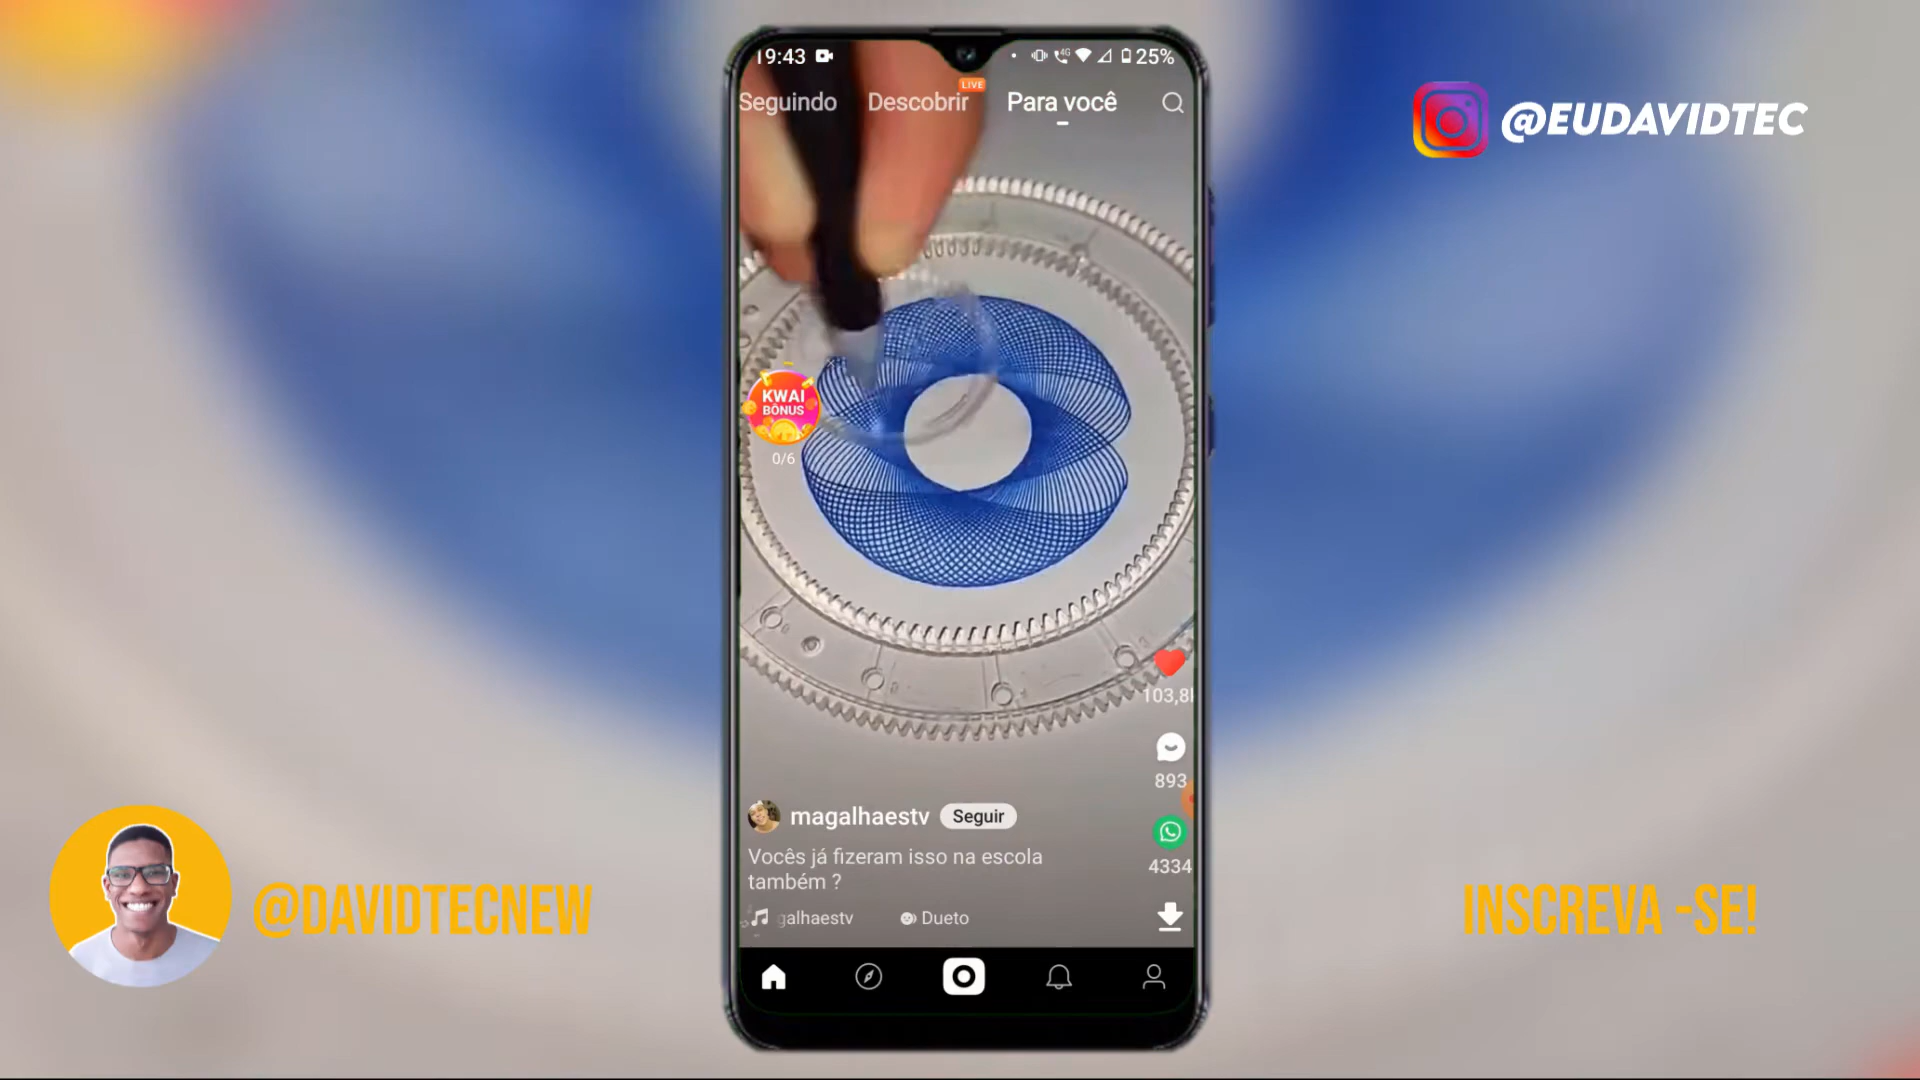 19:43
4G
25%
LIVE
Seguindo
Descobrir
Para você
@EUDAVIDTEC
KWAI
BÔNUS
0/6
103,8
893
magalhaestv
Seguir
4334
Vocês já fizeram isso na escola
também ?
galhaestv
Dueto
@DAVIDTECNEW
INSCREVA -SE!